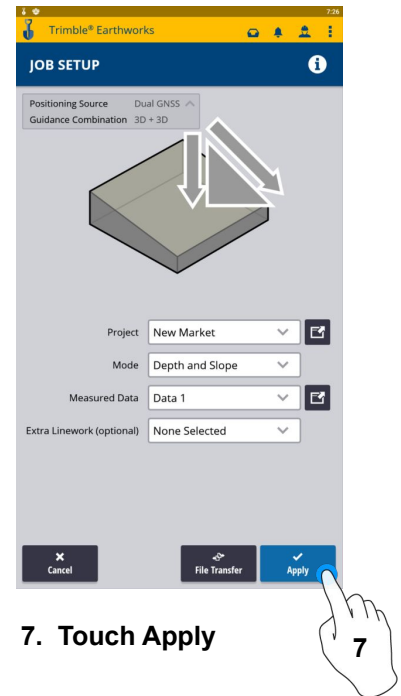 7:26
Trimble® Earthworks
JOB SETUP
Positioning Source Dual GNSS
Guidance Combination 3D + 3D
Project New Market
Mode Depth and Slope
Measured Data Data 1
Extra Linework (optional) None Selected
Cancel File Transfer Apply
7. Touch Apply
7